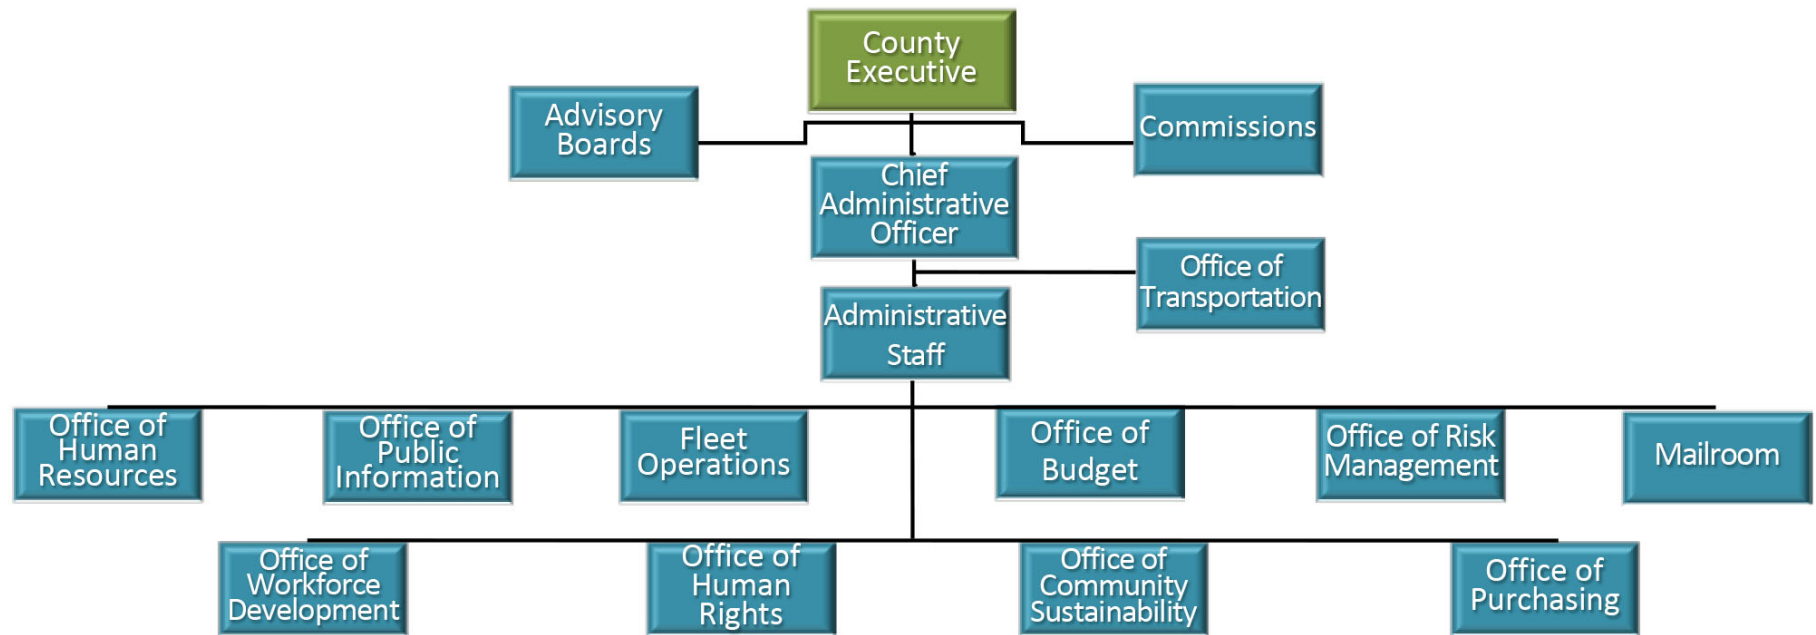 County
Executive
Advisory
Boards
Commissions
Chief
Administrative
Officer
Office of
Transportation
Administrative
Staff
Office of
Human
Resources
Office of
Public
Information
Fleet
Operations
Office of
Budget
Office of Risk
Management
Mailroom
Office of
Workforce
Development
Office of
Human
Rights
Office of
Community
Sustainability
Office of
Purchasing